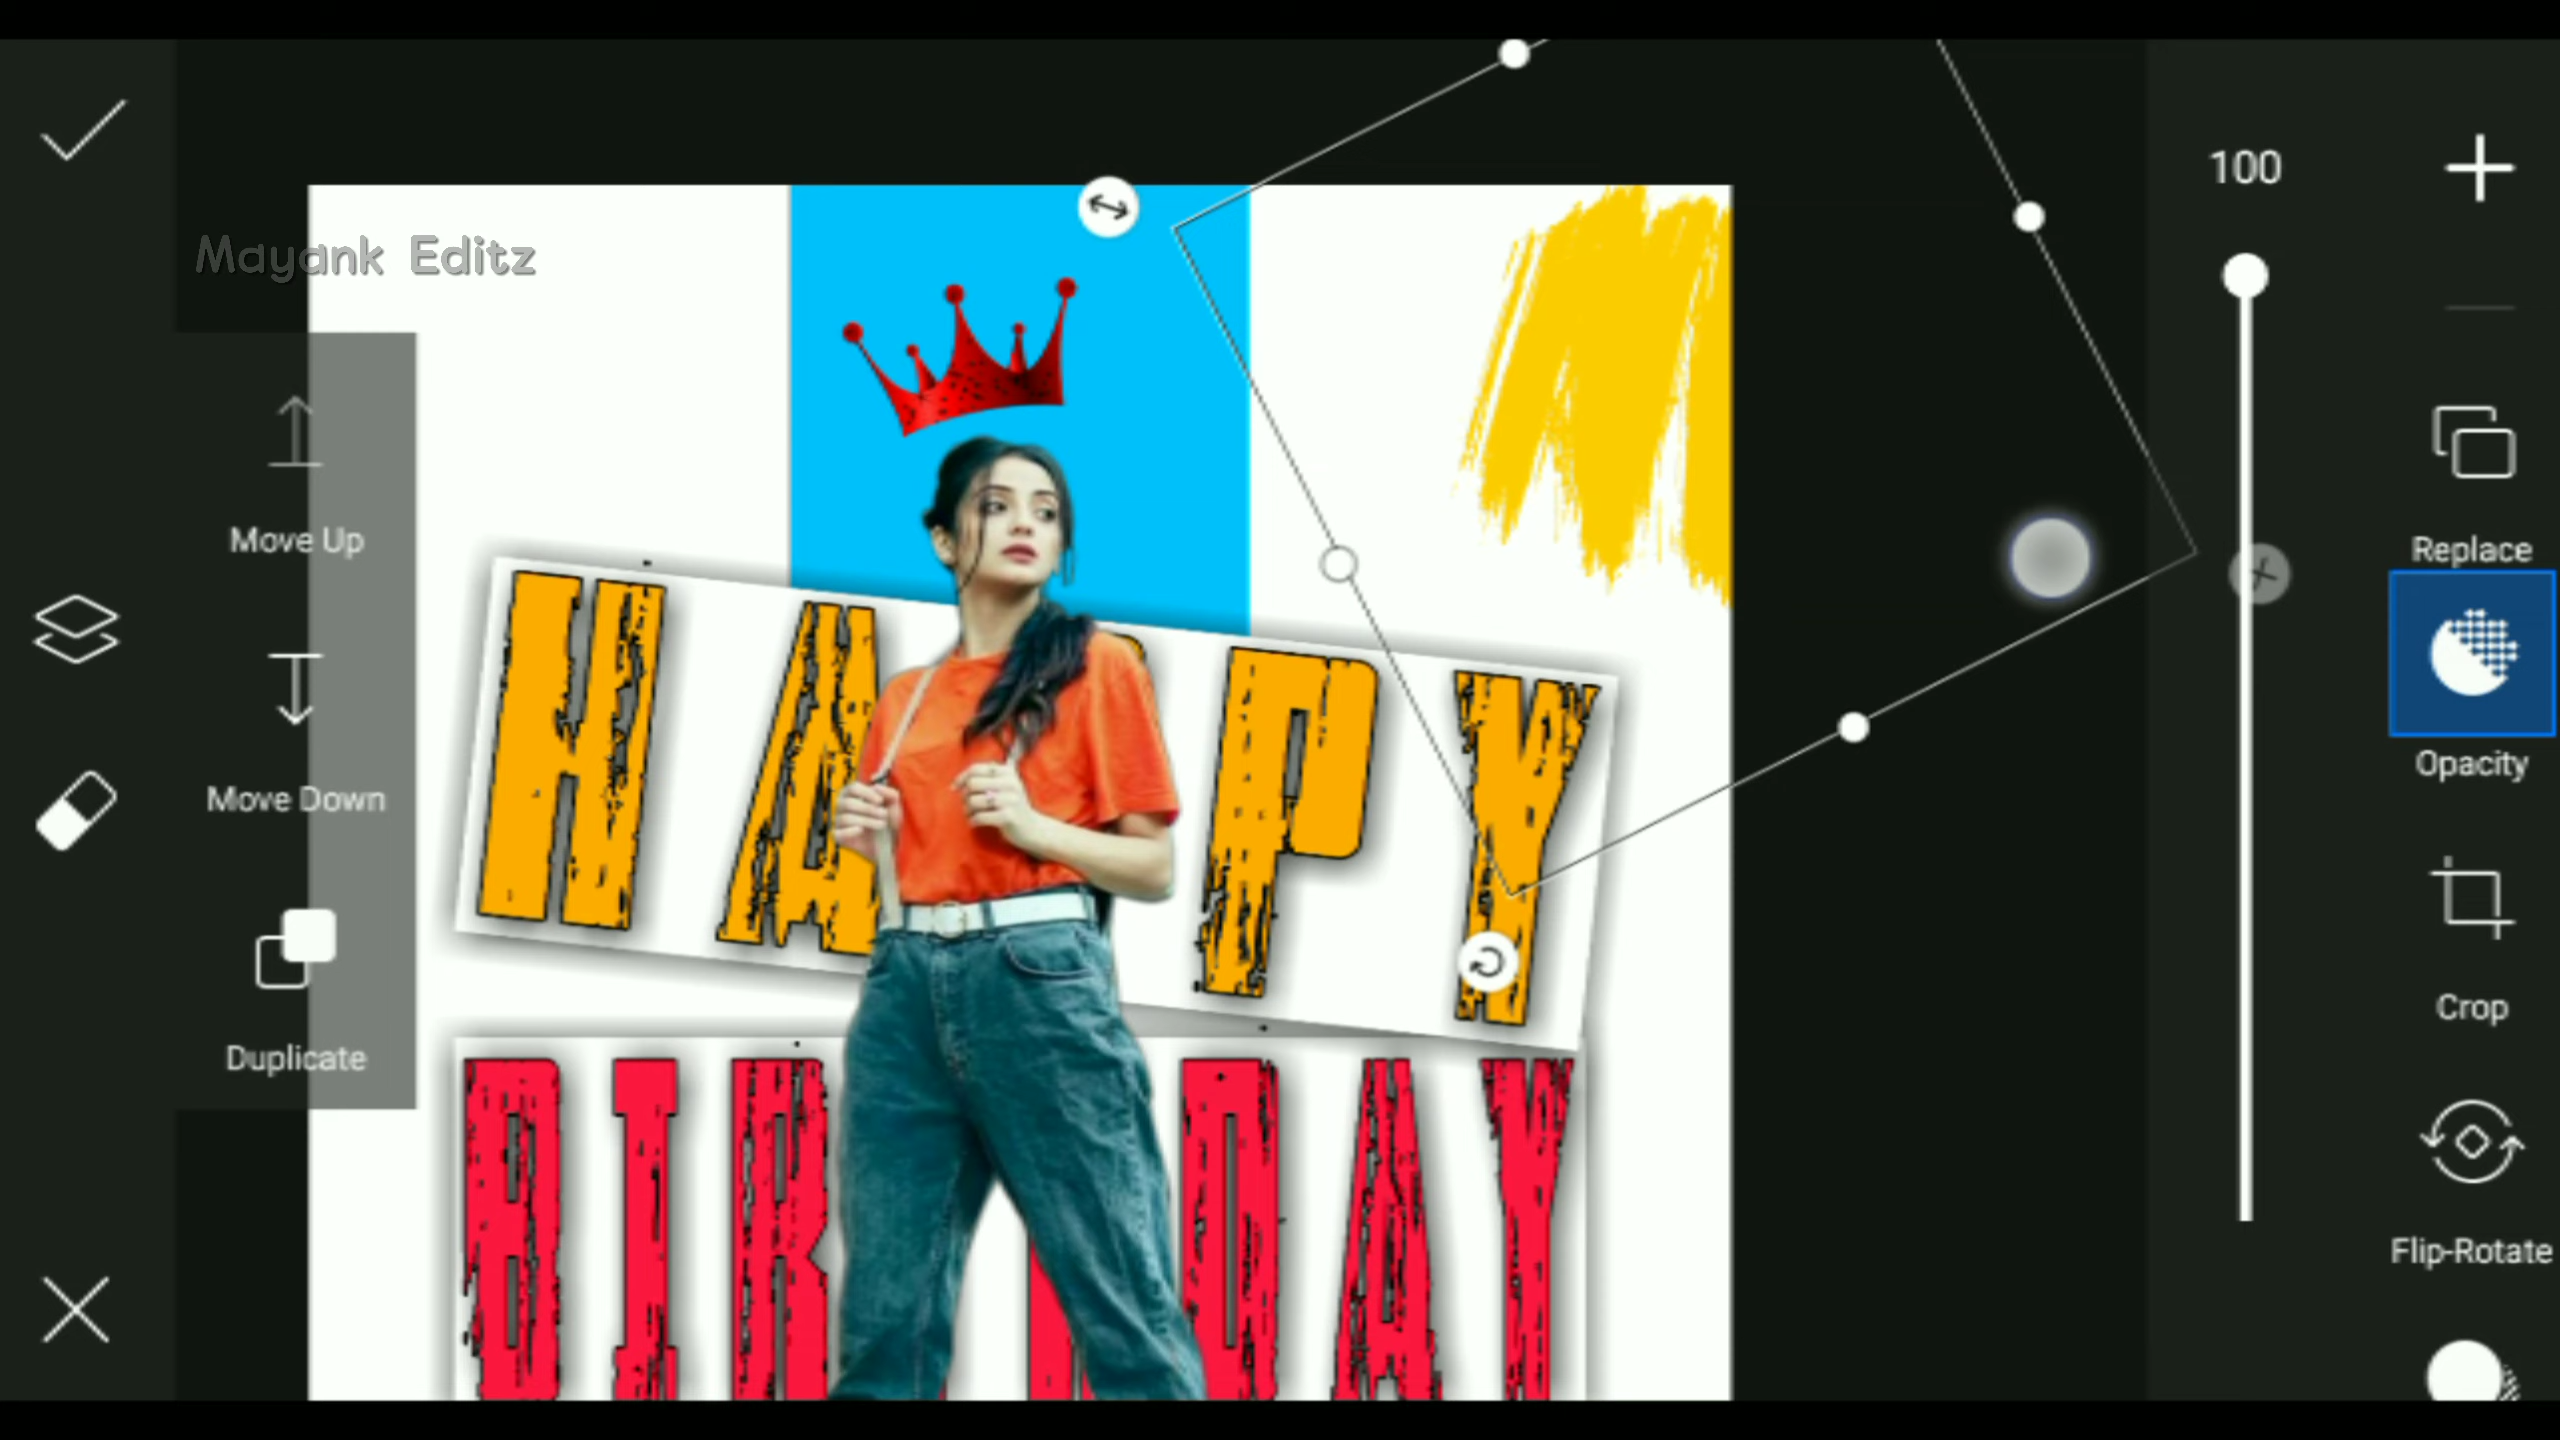 100
Mayank Editz
Move Up
Replace
Opacity
HAPPY
Move Down
Crop
Duplicate
BIRTHDAY
Flip-Rotate